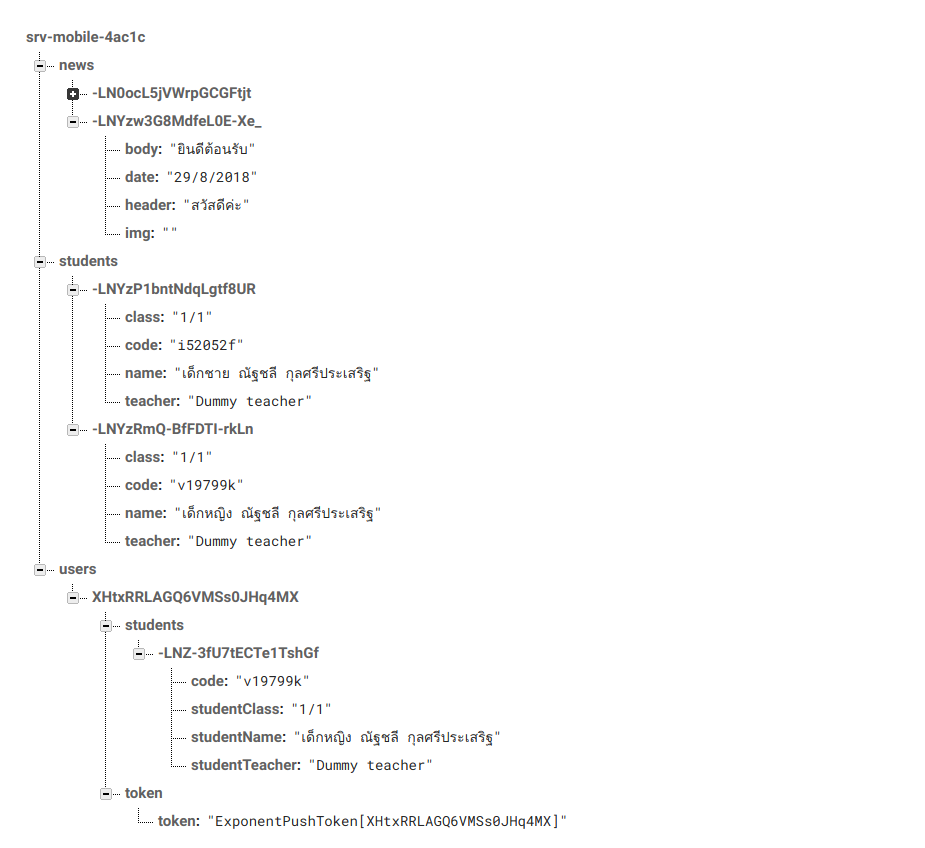 srv-mobile-4ac1c
news
-LN0ocL5jVWrpGCGFtjt
-LNYzw3G8MdfeL0E-Xe_
body: "ยินดีต้อนรับ"
date: "29/8/2018"
header: "สวัสดีค่ะ"
img: ""
students
-LNYzP1bntNdqLgtf8UR
class: "1/1"
code: "i52052f"
name: "เด็กชาย ณัฐชลี กุลศรีประเสริฐ"
teacher: "Dummy teacher"
-LNYzRmQ-BfFDTI-rkLn
class: "1/1"
code: "v19799k"
name: "เด็กหญิง ณัฐชลี กุลศรีประเสริฐ"
teacher: "Dummy teacher"
users
XHtxRRLAGQ6VMSs0JHq4MX
students
-LNZ-3fU7tECTe1TshGf
code: "v19799k"
studentClass: "1/1"
studentName: "เด็กหญิง ณัฐชลี กุลศรีประเสริฐ"
studentTeacher: "Dummy teacher"
token
token: "ExponentPushToken[XHtxRRLAGQ6VMSs0JHq4MX]"